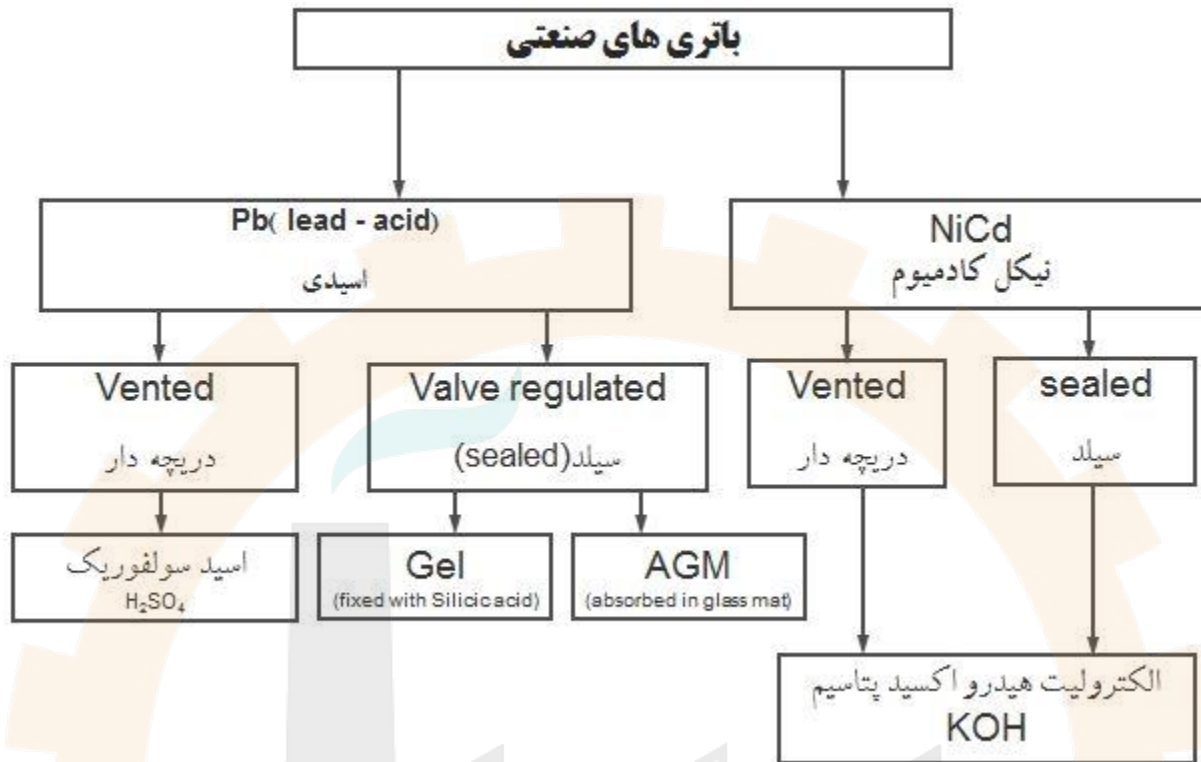 باتری های صنعتی
Pb( lead - acid)
اسیدی
NiCd
نیکل کادمیوم
Vented
دریچه دار
Valve regulated
سیلد(sealed)
Vented
دریچه دار
sealed
سیلد
اسید سولفوریک
H₂SO₄
Gel
(fixed with Silicic acid)
AGM
(absorbed in glass mat)
الکترولیت هیدرو اکسید پتاسیم
KOH